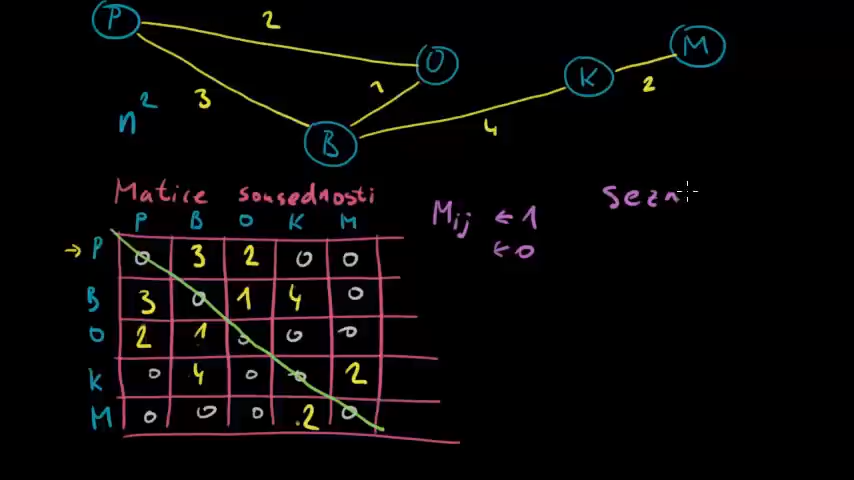 P 2 O K M
3 1 2
n² B 4
Matice sousednosti Sezn
P B O K M Mij ← 1
→ P 0 3 2 0 0 ← 0
B 3 0 1 4 0
O 2 1 0 0 0
K 0 4 0 0 2
M 0 0 0 2 0